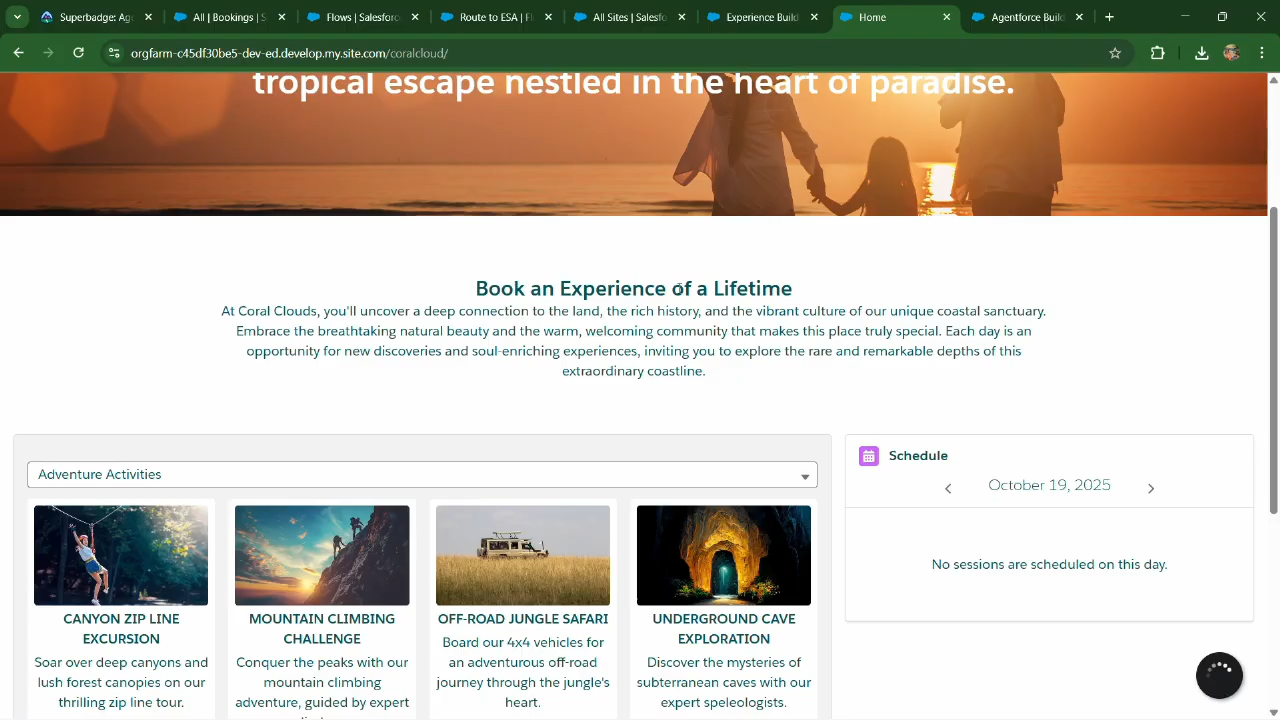 Superbadge: Age
All | Bookings | S
Flows | Salesforc
Route to ESA | Fl
All Sites | Salesfo
Experience Build
Home
Agentforce Build
orgfarm-c45df30be5-dev-ed.develop.my.site.com/coralcloud/
tropical escape nestled in the heart of paradise.
Book an Experience of a Lifetime
At Coral Clouds, you'll uncover a deep connection to the land, the rich history, and the vibrant culture of our unique coastal sanctuary.
Embrace the breathtaking natural beauty and the warm, welcoming community that makes this place truly special. Each day is an
opportunity for new discoveries and soul-enriching experiences, inviting you to explore the rare and remarkable depths of this
extraordinary coastline.
Adventure Activities
Schedule
October 19, 2025
No sessions are scheduled on this day.
CANYON ZIP LINE
EXCURSION
Soar over deep canyons and
lush forest canopies on our
thrilling zip line tour.
MOUNTAIN CLIMBING
CHALLENGE
Conquer the peaks with our
mountain climbing
adventure, guided by expert
OFF-ROAD JUNGLE SAFARI
Board our 4x4 vehicles for
an adventurous off-road
journey through the jungle's
heart.
UNDERGROUND CAVE
EXPLORATION
Discover the mysteries of
subterranean caves with our
expert speleologists.